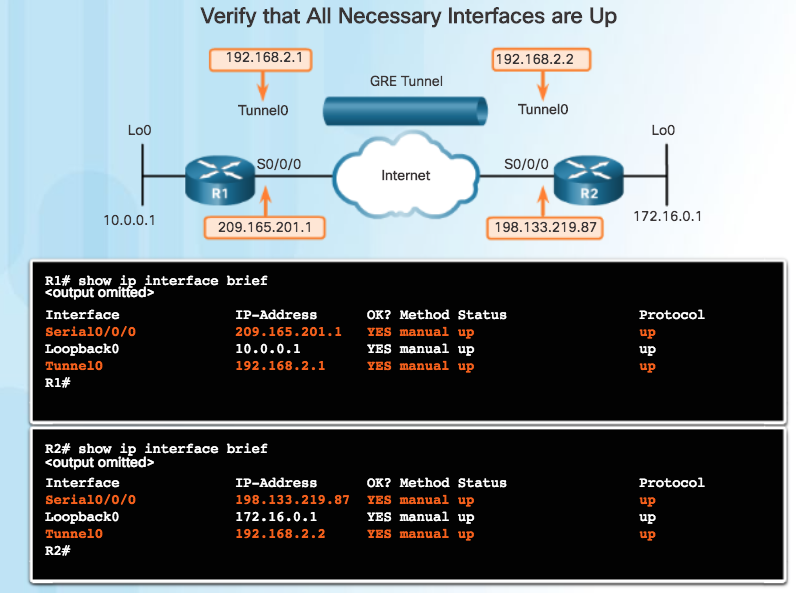 Verify that All Necessary Interfaces are Up
192.168.2.1
192.168.2.2
GRE Tunnel
Tunnel0
Tunnel0
Lo0
Lo0
S0/0/0
S0/0/0
Internet
R1
R2
10.0.0.1
172.16.0.1
209.165.201.1
198.133.219.87
R1# show ip interface brief
<output omitted>
Interface IP-Address OK? Method Status Protocol
Serial0/0/0 209.165.201.1 YES manual up up
Loopback0 10.0.0.1 YES manual up up
Tunnel0 192.168.2.1 YES manual up up
R1#
R2# show ip interface brief
<output omitted>
Interface IP-Address OK? Method Status Protocol
Serial0/0/0 198.133.219.87 YES manual up up
Loopback0 172.16.0.1 YES manual up up
Tunnel0 192.168.2.2 YES manual up up
R2#